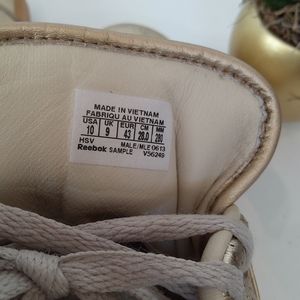 MADE IN VIETNAM
FABRIQU AU VIETNAM
USA UK EUR CM MM
10 9 43 28.0 280
HSV MALE/MLE 0613
Reebok SAMPLE V56249